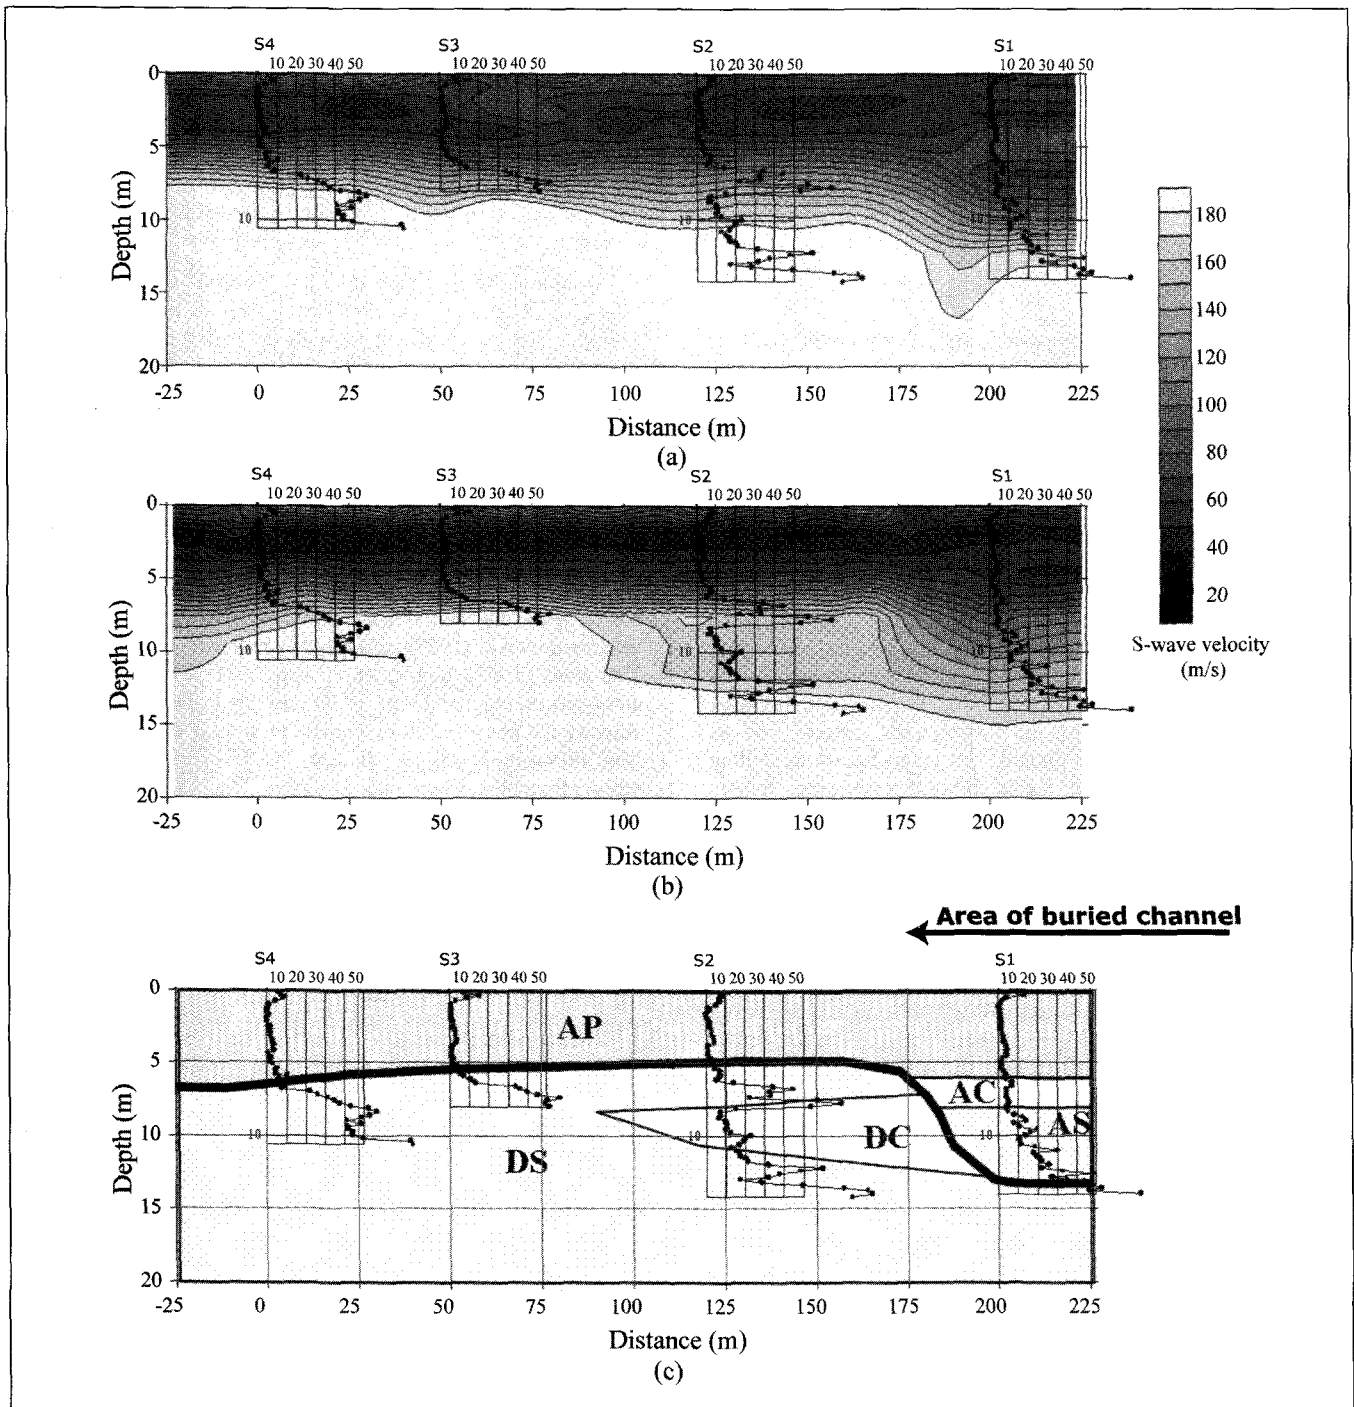 S4 S3 S2 S1
10 20 30 40 50 10 20 30 40 50 10 20 30 40 50 10 20 30 40 50
0
5
10
15
20
Depth (m)
10 10 10
-25 0 25 50 75 100 125 150 175 200 225
Distance (m)
(a)
180
160
140
120
100
80
60
40
20
S-wave velocity
(m/s)
S4 S3 S2 S1
10 20 30 40 50 10 20 30 40 50 10 20 30 40 50 10 20 30 40 50
0
5
10
15
20
Depth (m)
10 10 10
-25 0 25 50 75 100 125 150 175 200 225
Distance (m)
(b)
Area of buried channel
S4 S3 S2 S1
10 20 30 40 50 10 20 30 40 50 10 20 30 40 50 10 20 30 40 50
0
5
10
15
20
Depth (m)
AP
AC
AS
DC
DS
10 10 10
-25 0 25 50 75 100 125 150 175 200 225
Distance (m)
(c)